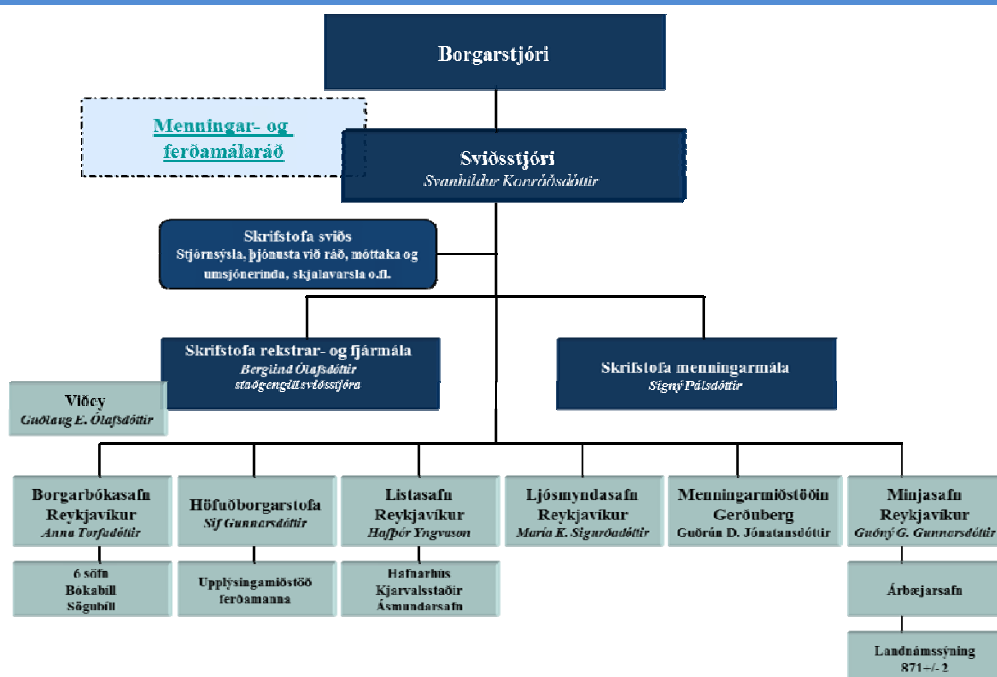 Borgarstjóri
Menningar- og
ferðamálaráð
Sviðsstjóri
Svanhildur Konráðsdóttir
Skrifstofa sviðs
Stjórnsýsla, þjónusta við ráð, móttaka og
umsjónerinda, skjalavarsla o.fl.
Skrifstofa rekstrar- og fjármála
Berglind Ólafsdóttir
staðgengill sviðsstjóra
Skrifstofa menningarmála
Signý Pálsdóttir
Viðey
Guðlaug E. Ólafsdóttir
Borgarbókasafn
Reykjavíkur
Anna Torfadóttir
Höfuðborgarstofa
Sif Gunnarsdóttir
Listasafn
Reykjavíkur
Hafþór Yngvason
Ljósmyndasafn
Reykjavíkur
María K. Sigurðadóttir
Menningarmiðstöðin
Gerðuberg
Guðrún D. Jónatansdóttir
Minjasafn
Reykjavíkur
Guðný G. Gunnarsdóttir
6 söfn
Bókabíll
Sögubíll
Upplýsingamiðstöð
ferðamanna
Hafnarhús
Kjarvalsstaðir
Ásmundarsafn
Árbæjarsafn
Landnámssýning
871+/- 2